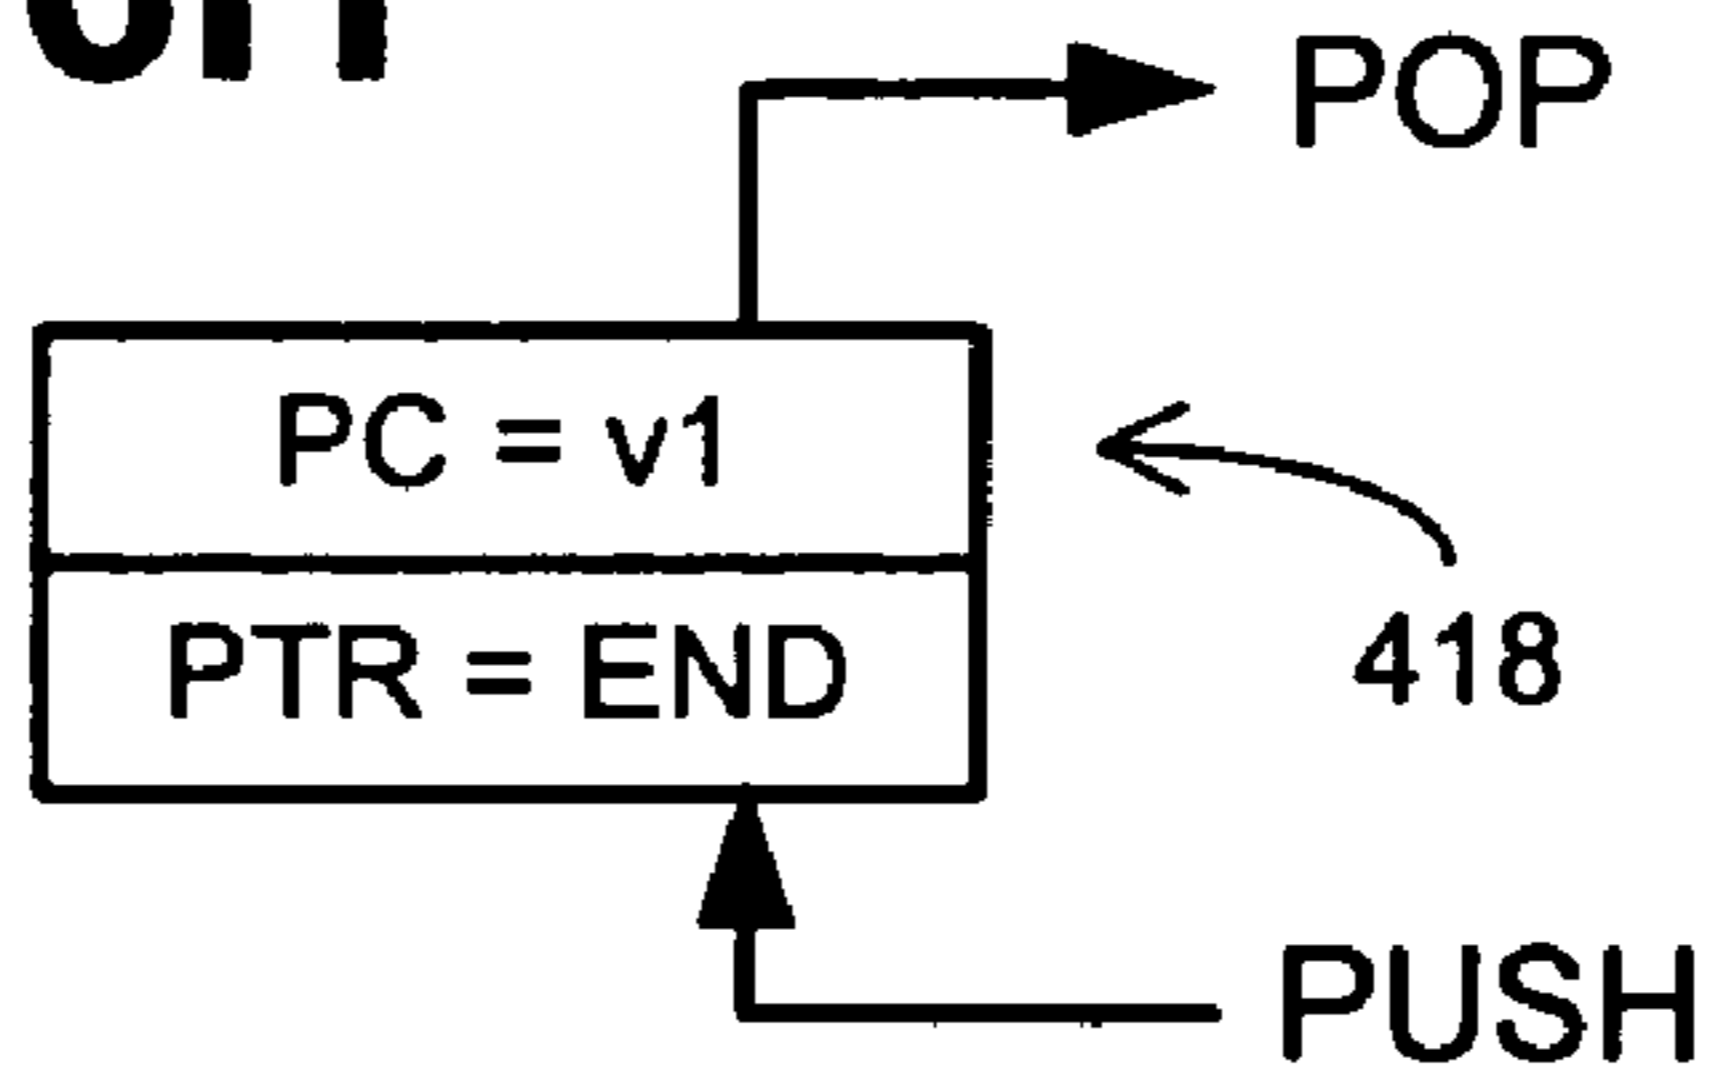 POP
PC = v1
PTR = END
418
PUSH